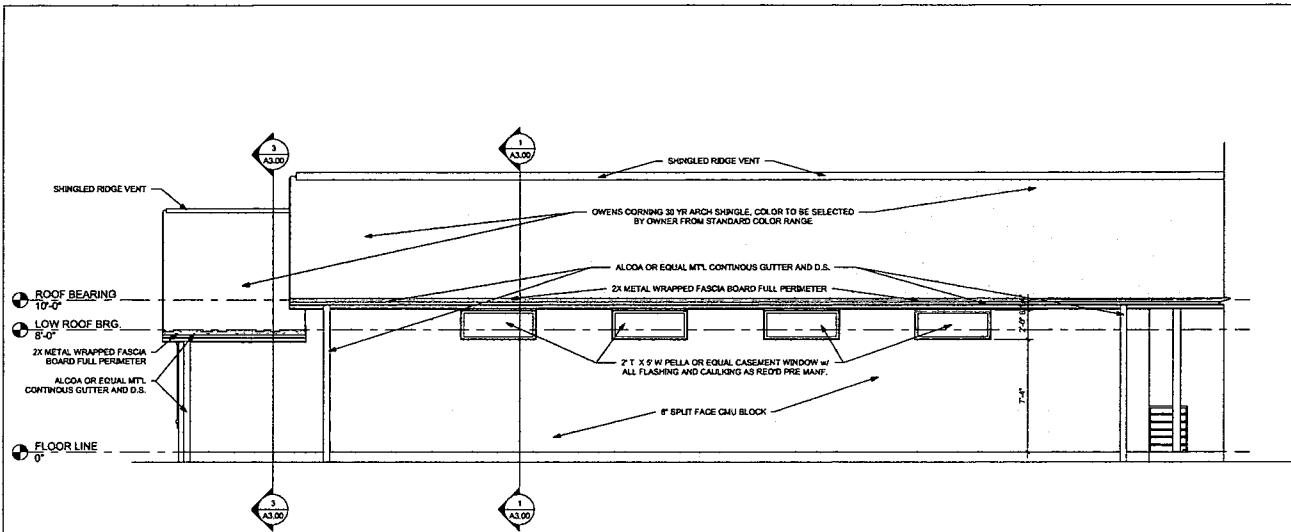 3
A3.00
1
A3.00
SHINGLED RIDGE VENT
SHINGLED RIDGE VENT
OWENS CORNING 30 YR ARCH SHINGLE, COLOR TO BE SELECTED
BY OWNER FROM STANDARD COLOR RANGE
ALCOA OR EQUAL MT'L CONTINOUS GUTTER AND D.S.
2X METAL WRAPPED FASCIA BOARD FULL PERIMETER
ROOF BEARING
10'-0"
LOW ROOF BRG.
8'-0"
2X METAL WRAPPED FASCIA
BOARD FULL PERIMETER
ALCOA OR EQUAL MT'L
CONTINOUS GUTTER AND D.S.
2' T X 5' W PELLA OR EQUAL CASEMENT WINDOW w/
ALL FLASHING AND CAULKING AS REQ'D PRE MANF.
2'-0"
7'-4"
8" SPLIT FACE CMU BLOCK
FLOOR LINE
0"
3
A3.00
1
A3.00